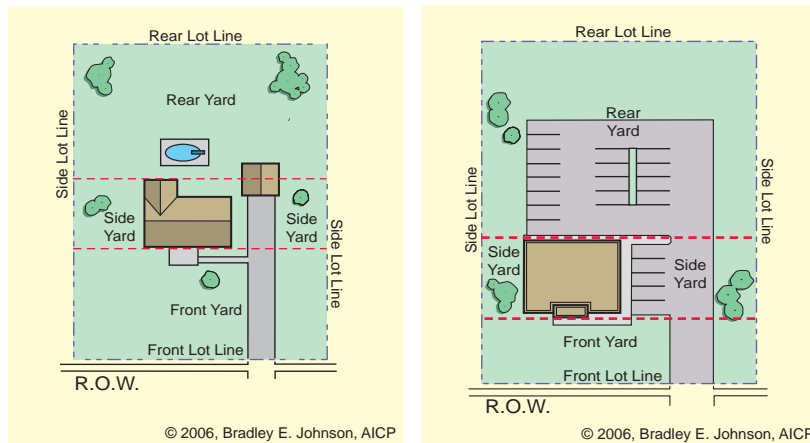 Rear Lot Line
Rear Yard
Side Lot Line
Side
Yard
Side
Yard
Side Lot Line
Front Yard
Front Lot Line
R.O.W.
© 2006, Bradley E. Johnson, AICP
Rear Lot Line
Rear
Yard
Side Lot Line
Side Lot Line
Side
Yard
Side
Yard
Front Yard
Front Lot Line
R.O.W.
© 2006, Bradley E. Johnson, AICP